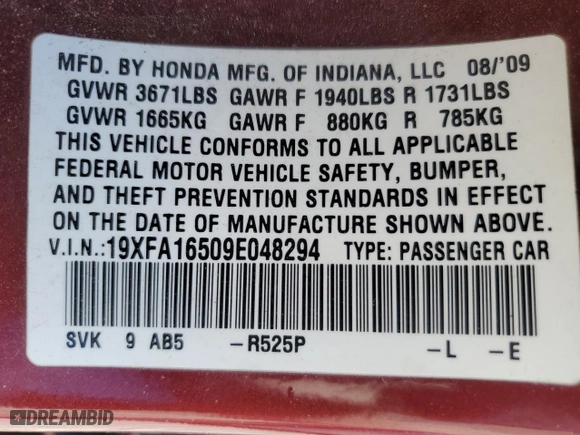 MFD. BY HONDA MFG. OF INDIANA, LLC 08/'09
GVWR 3671LBS GAWR F 1940LBS R 1731LBS
GVWR 1665KG GAWR F 880KG R 785KG
THIS VEHICLE CONFORMS TO ALL APPLICABLE
FEDERAL MOTOR VEHICLE SAFETY, BUMPER,
AND THEFT PREVENTION STANDARDS IN EFFECT
ON THE DATE OF MANUFACTURE SHOWN ABOVE.
V.I.N.:19XFA16509E048294 TYPE: PASSENGER CAR
SVK 9 AB5 -R525P -L -E
DREAMBID